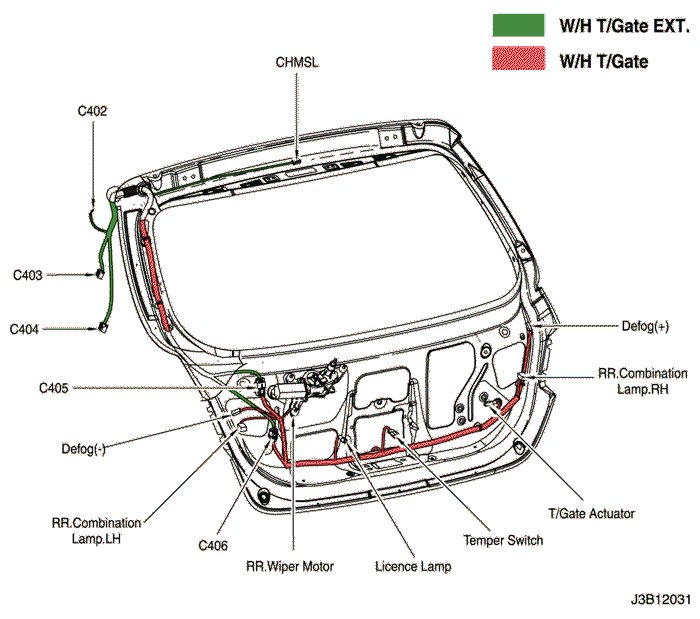 W/H T/Gate EXT.
W/H T/Gate
CHMSL
C402
C403
C404
Defog(+)
RR.Combination
Lamp.RH
C405
Defog(-)
RR.Combination
Lamp.LH
C406
RR.Wiper Motor
Licence Lamp
Temper Switch
T/Gate Actuator
J3B12031